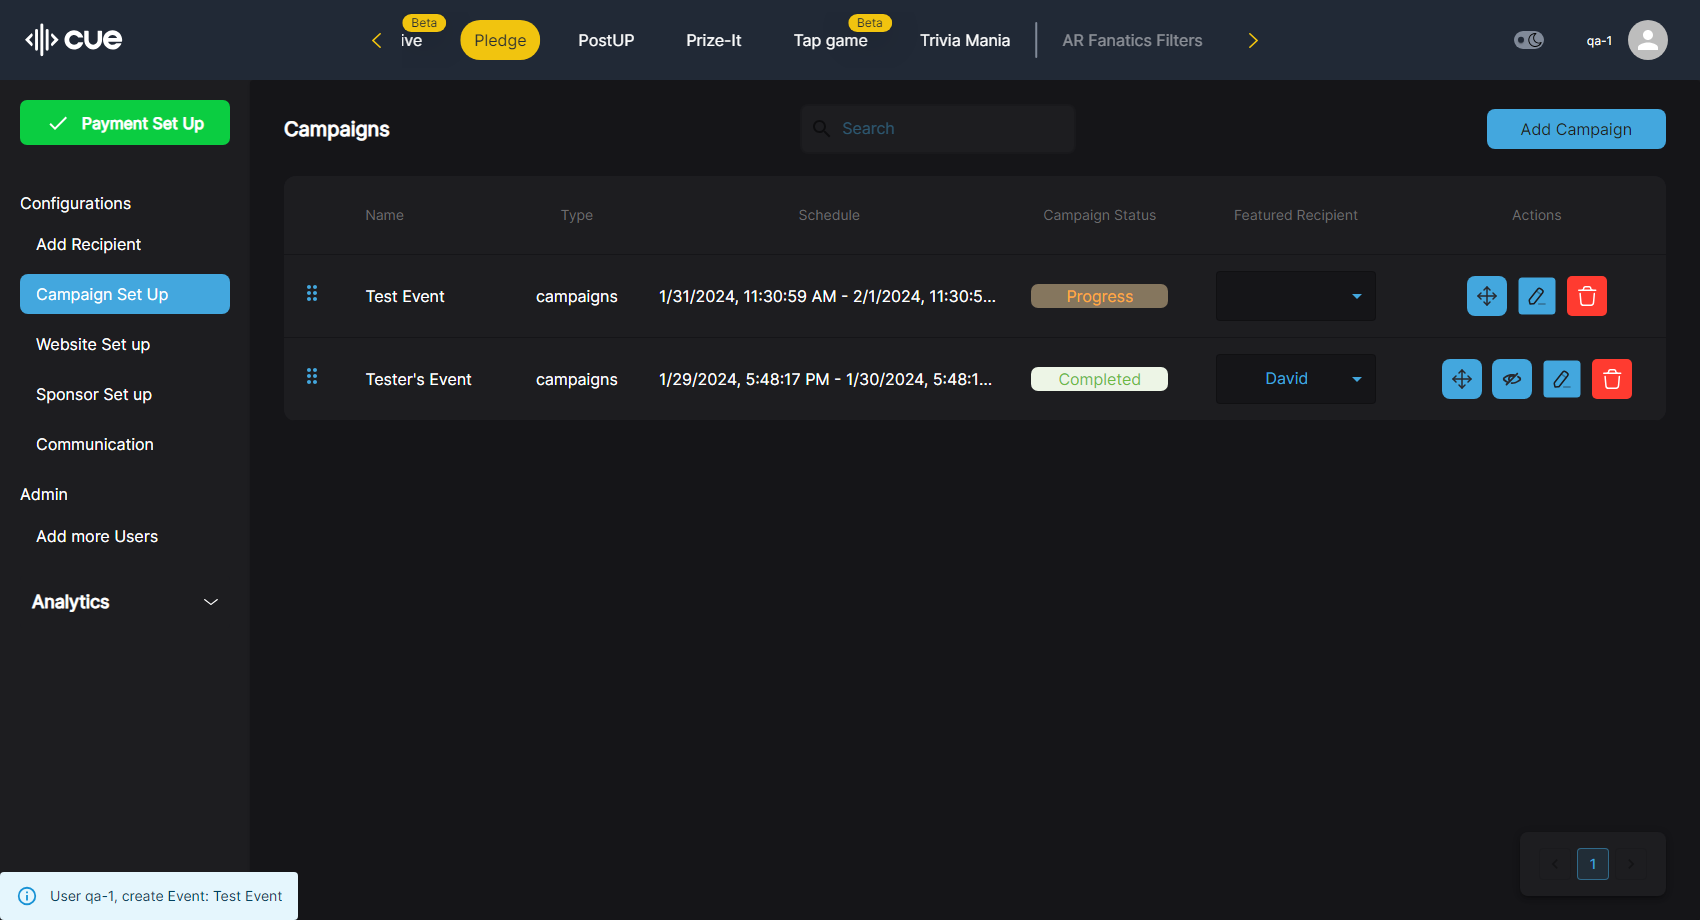 cue
Beta
ive
Pledge
PostUP
Prize-It
Beta
Tap game
Trivia Mania
AR Fanatics Filters
qa-1
Payment Set Up
Configurations
Add Recipient
Campaign Set Up
Website Set up
Sponsor Set up
Communication
Admin
Add more Users
Analytics
Campaigns
Search
Add Campaign
Name Type Schedule Campaign Status Featured Recipient Actions
Test Event campaigns 1/31/2024, 11:30:59 AM - 2/1/2024, 11:30:5... Progress
Tester's Event campaigns 1/29/2024, 5:48:17 PM - 1/30/2024, 5:48:1... Completed David
1
User qa-1, create Event: Test Event